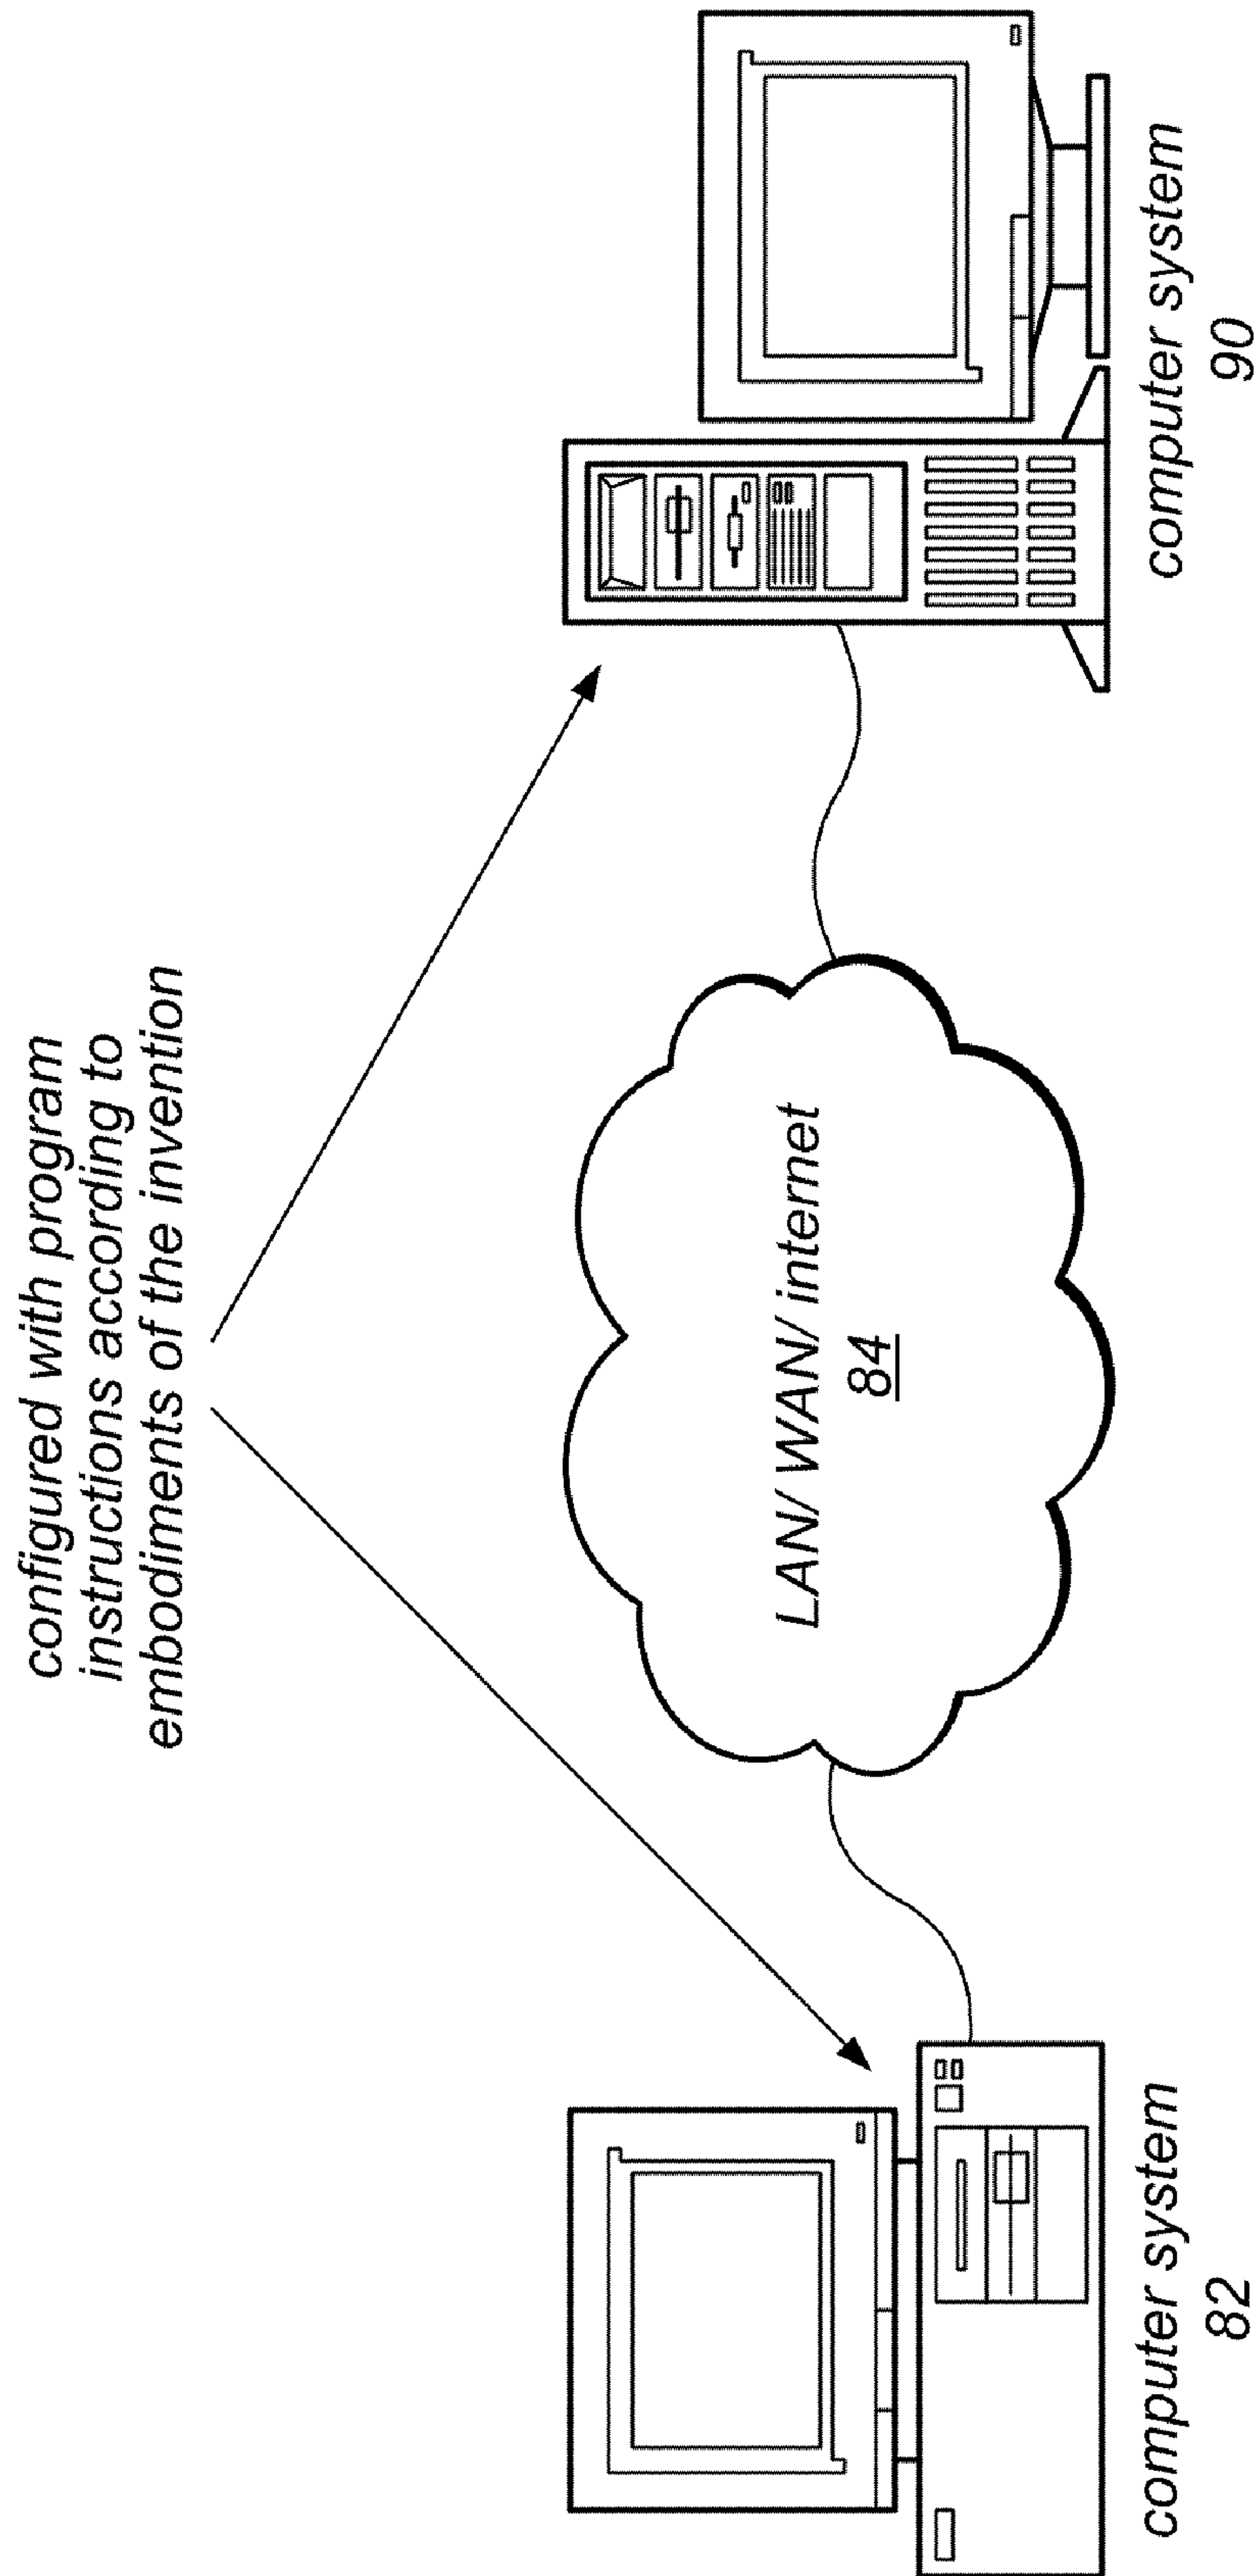 configured with program
instructions according to
embodiments of the invention
LAN/ WAN/ internet
84
computer system
82
computer system
90